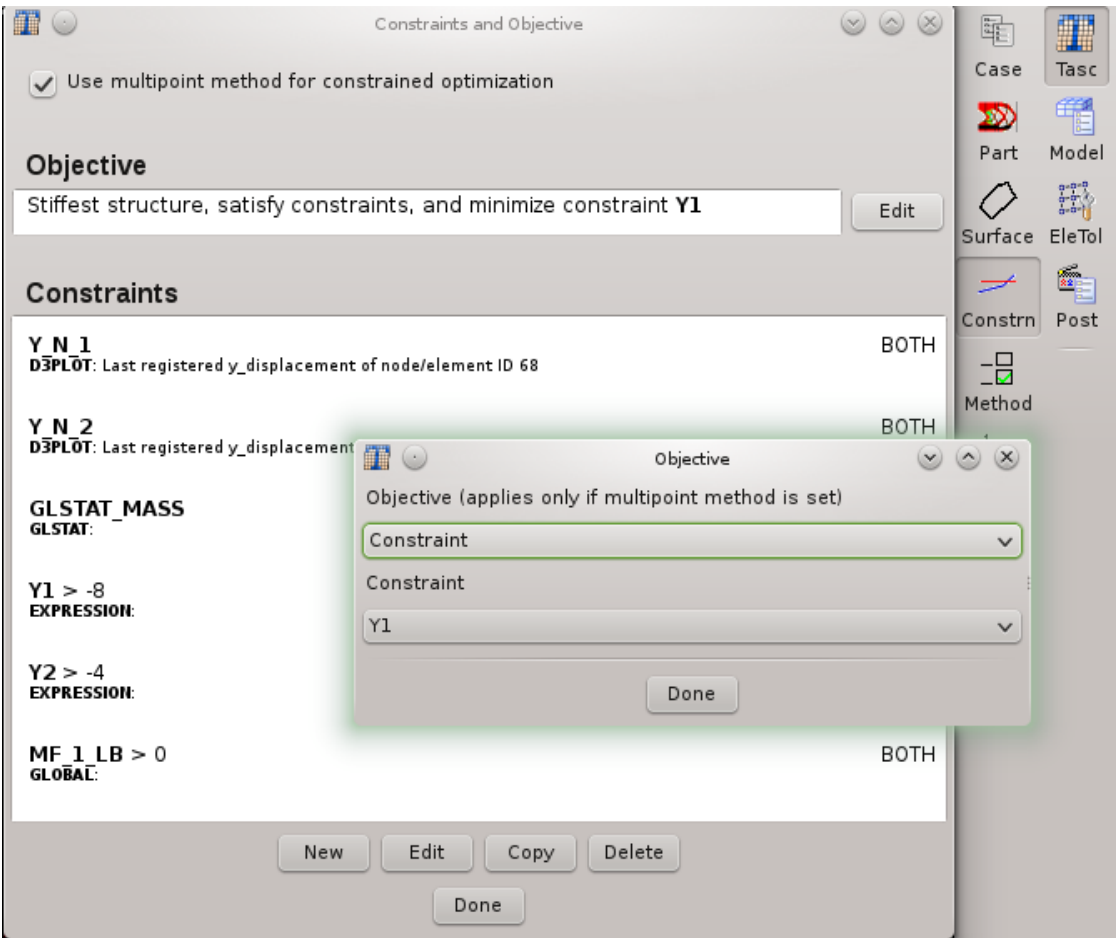 Constraints and Objective
Use multipoint method for constrained optimization
Objective
Stiffest structure, satisfy constraints, and minimize constraint Y1
Edit
Constraints
Y_N_1 BOTH
D3PLOT: Last registered y_displacement of node/element ID 68
Y_N_2 BOTH
D3PLOT: Last registered y_displacement
GLSTAT_MASS
GLSTAT:
Y1 > -8
EXPRESSION:
Y2 > -4
EXPRESSION:
MF_1_LB > 0 BOTH
GLOBAL:
New Edit Copy Delete
Done
Objective
Objective (applies only if multipoint method is set)
Constraint
Constraint
Y1
Done
Case Tasc
Part Model
Surface EleTol
Constrn Post
Method